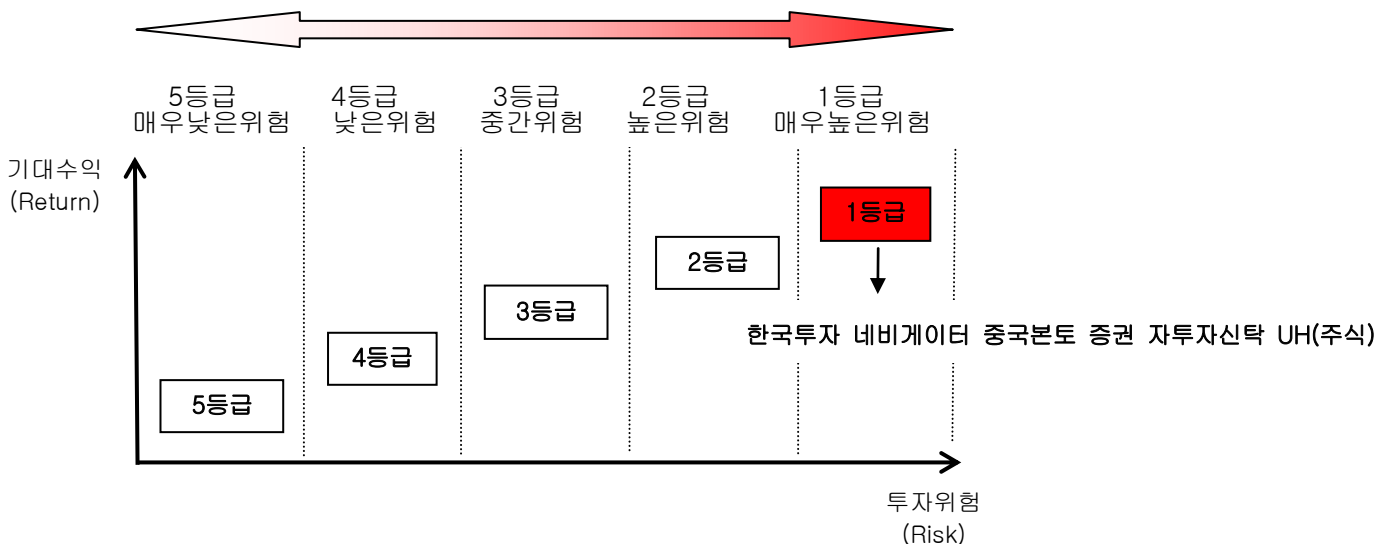 5등급 4등급 3등급 2등급 1등급
매우낮은위험 낮은위험 중간위험 높은위험 매우높은위험
기대수익
(Return)
1등급
2등급
3등급
한국투자 네비게이터 중국본토 증권 자투자신탁 UH(주식)
4등급
5등급
투자위험
(Risk)